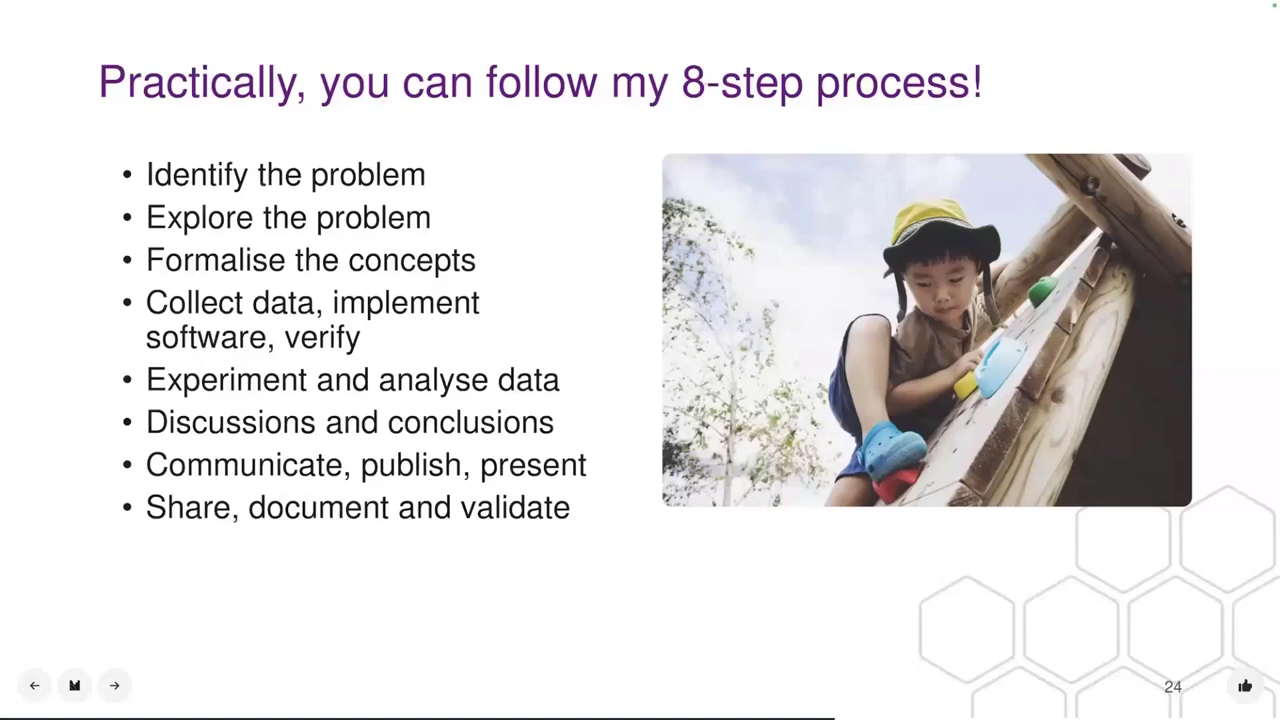 Practically, you can follow my 8-step process!
• Identify the problem
• Explore the problem
• Formalise the concepts
• Collect data, implement
software, verify
• Experiment and analyse data
• Discussions and conclusions
• Communicate, publish, present
• Share, document and validate
24